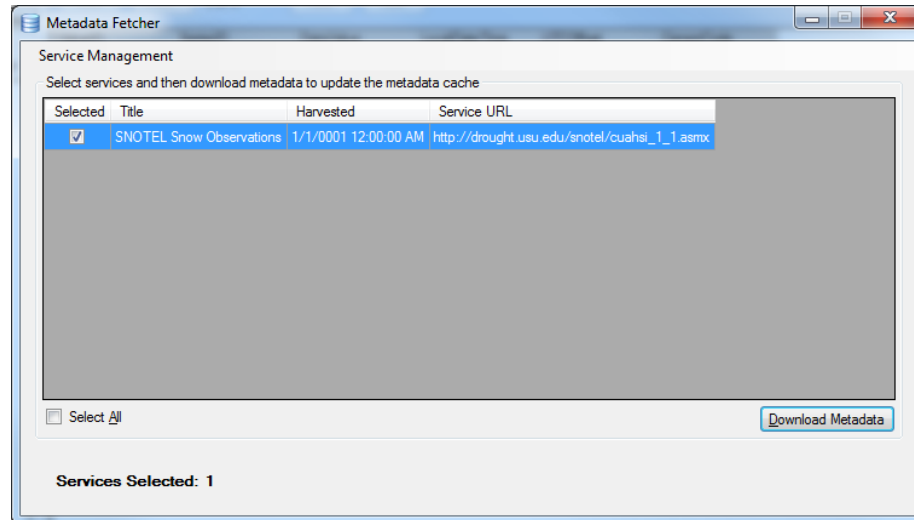 Metadata Fetcher
Service Management
Select services and then download metadata to update the metadata cache
Selected Title Harvested Service URL
SNOTEL Snow Observations 1/1/0001 12:00:00 AM http://drought.usu.edu/snotel/cuahsi_1_1.asmx
Select All Download Metadata
Services Selected: 1